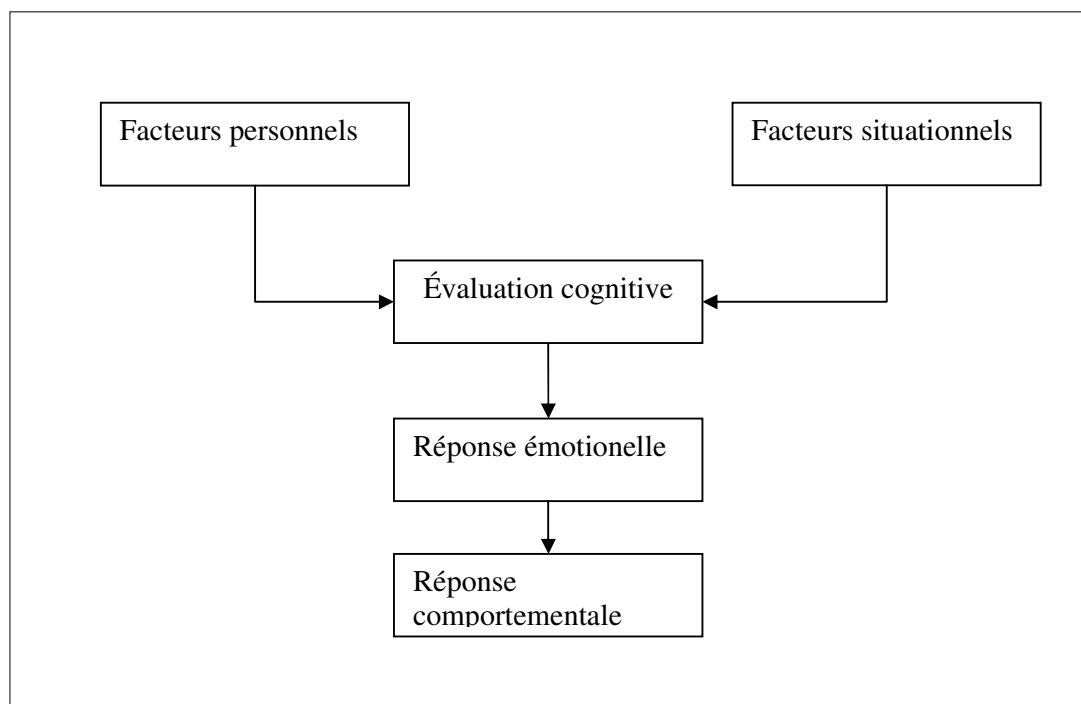 Facteurs personnels
Facteurs situationnels
Évaluation cognitive
Réponse émotionelle
Réponse
comportementale